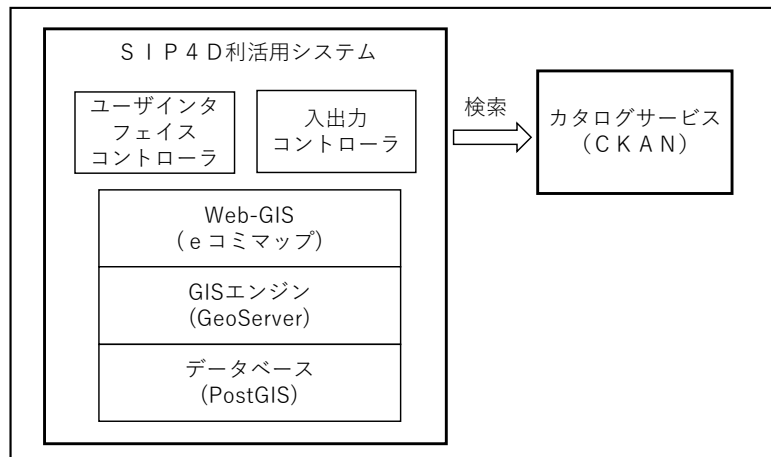 ＳＩＰ４Ｄ利活用システム
ユーザインタ
フェイス
コントローラ
入出力
コントローラ
検索
カタログサービス
（ＣＫＡＮ）
Web-GIS
（ｅコミマップ）
GISエンジン
(GeoServer)
データベース
(PostGIS)